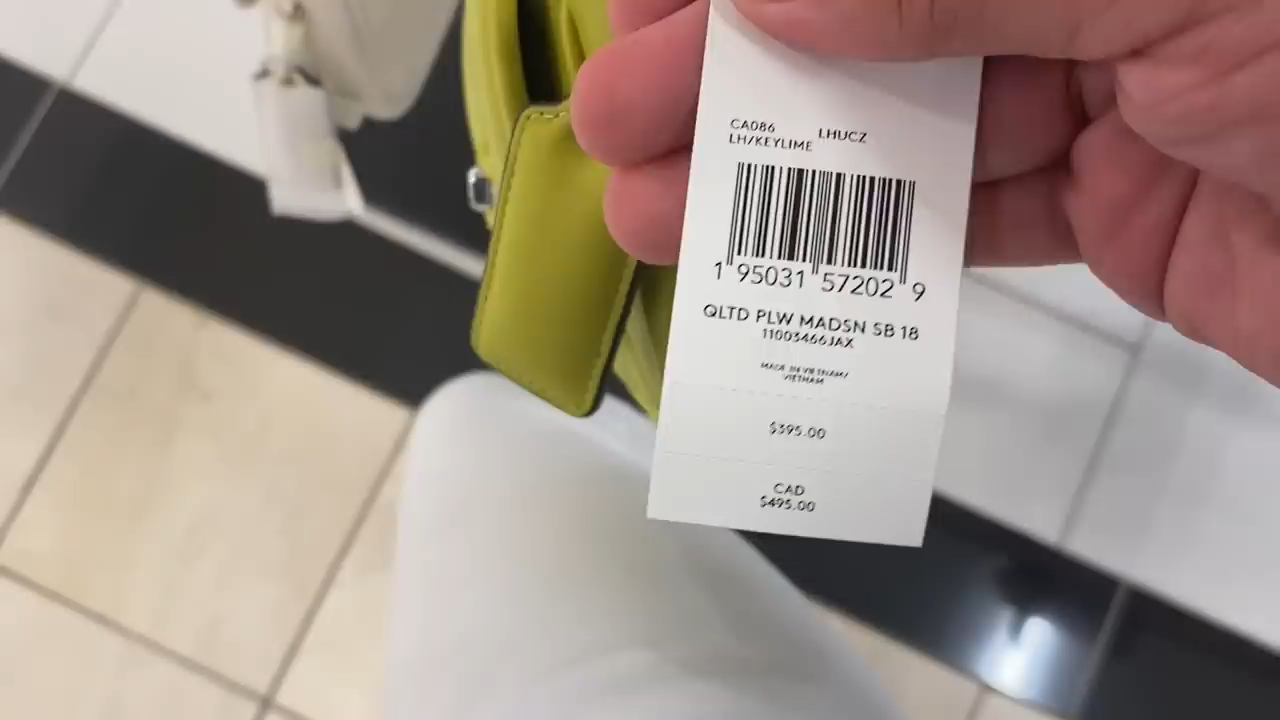 CA086 LHUCZ
LH/KEYLIME
1 95031 57202 9
QLTD PLW MADSN SB 18
11003466JAX
MADE IN VIETNAM/
VIETNAM
$395.00
CAD
$495.00